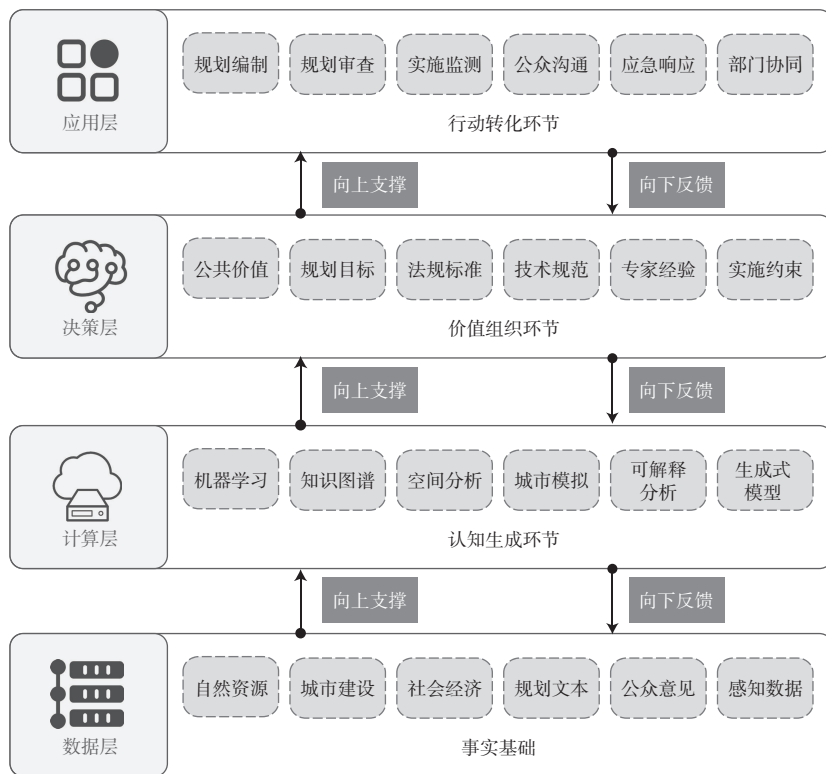 规划编制 规划审查 实施监测 公众沟通 应急响应 部门协同
应用层
行动转化环节
向上支撑 向下反馈
公共价值 规划目标 法规标准 技术规范 专家经验 实施约束
决策层
价值组织环节
向上支撑 向下反馈
机器学习 知识图谱 空间分析 城市模拟 可解释分析 生成式模型
计算层
认知生成环节
向上支撑 向下反馈
自然资源 城市建设 社会经济 规划文本 公众意见 感知数据
数据层
事实基础